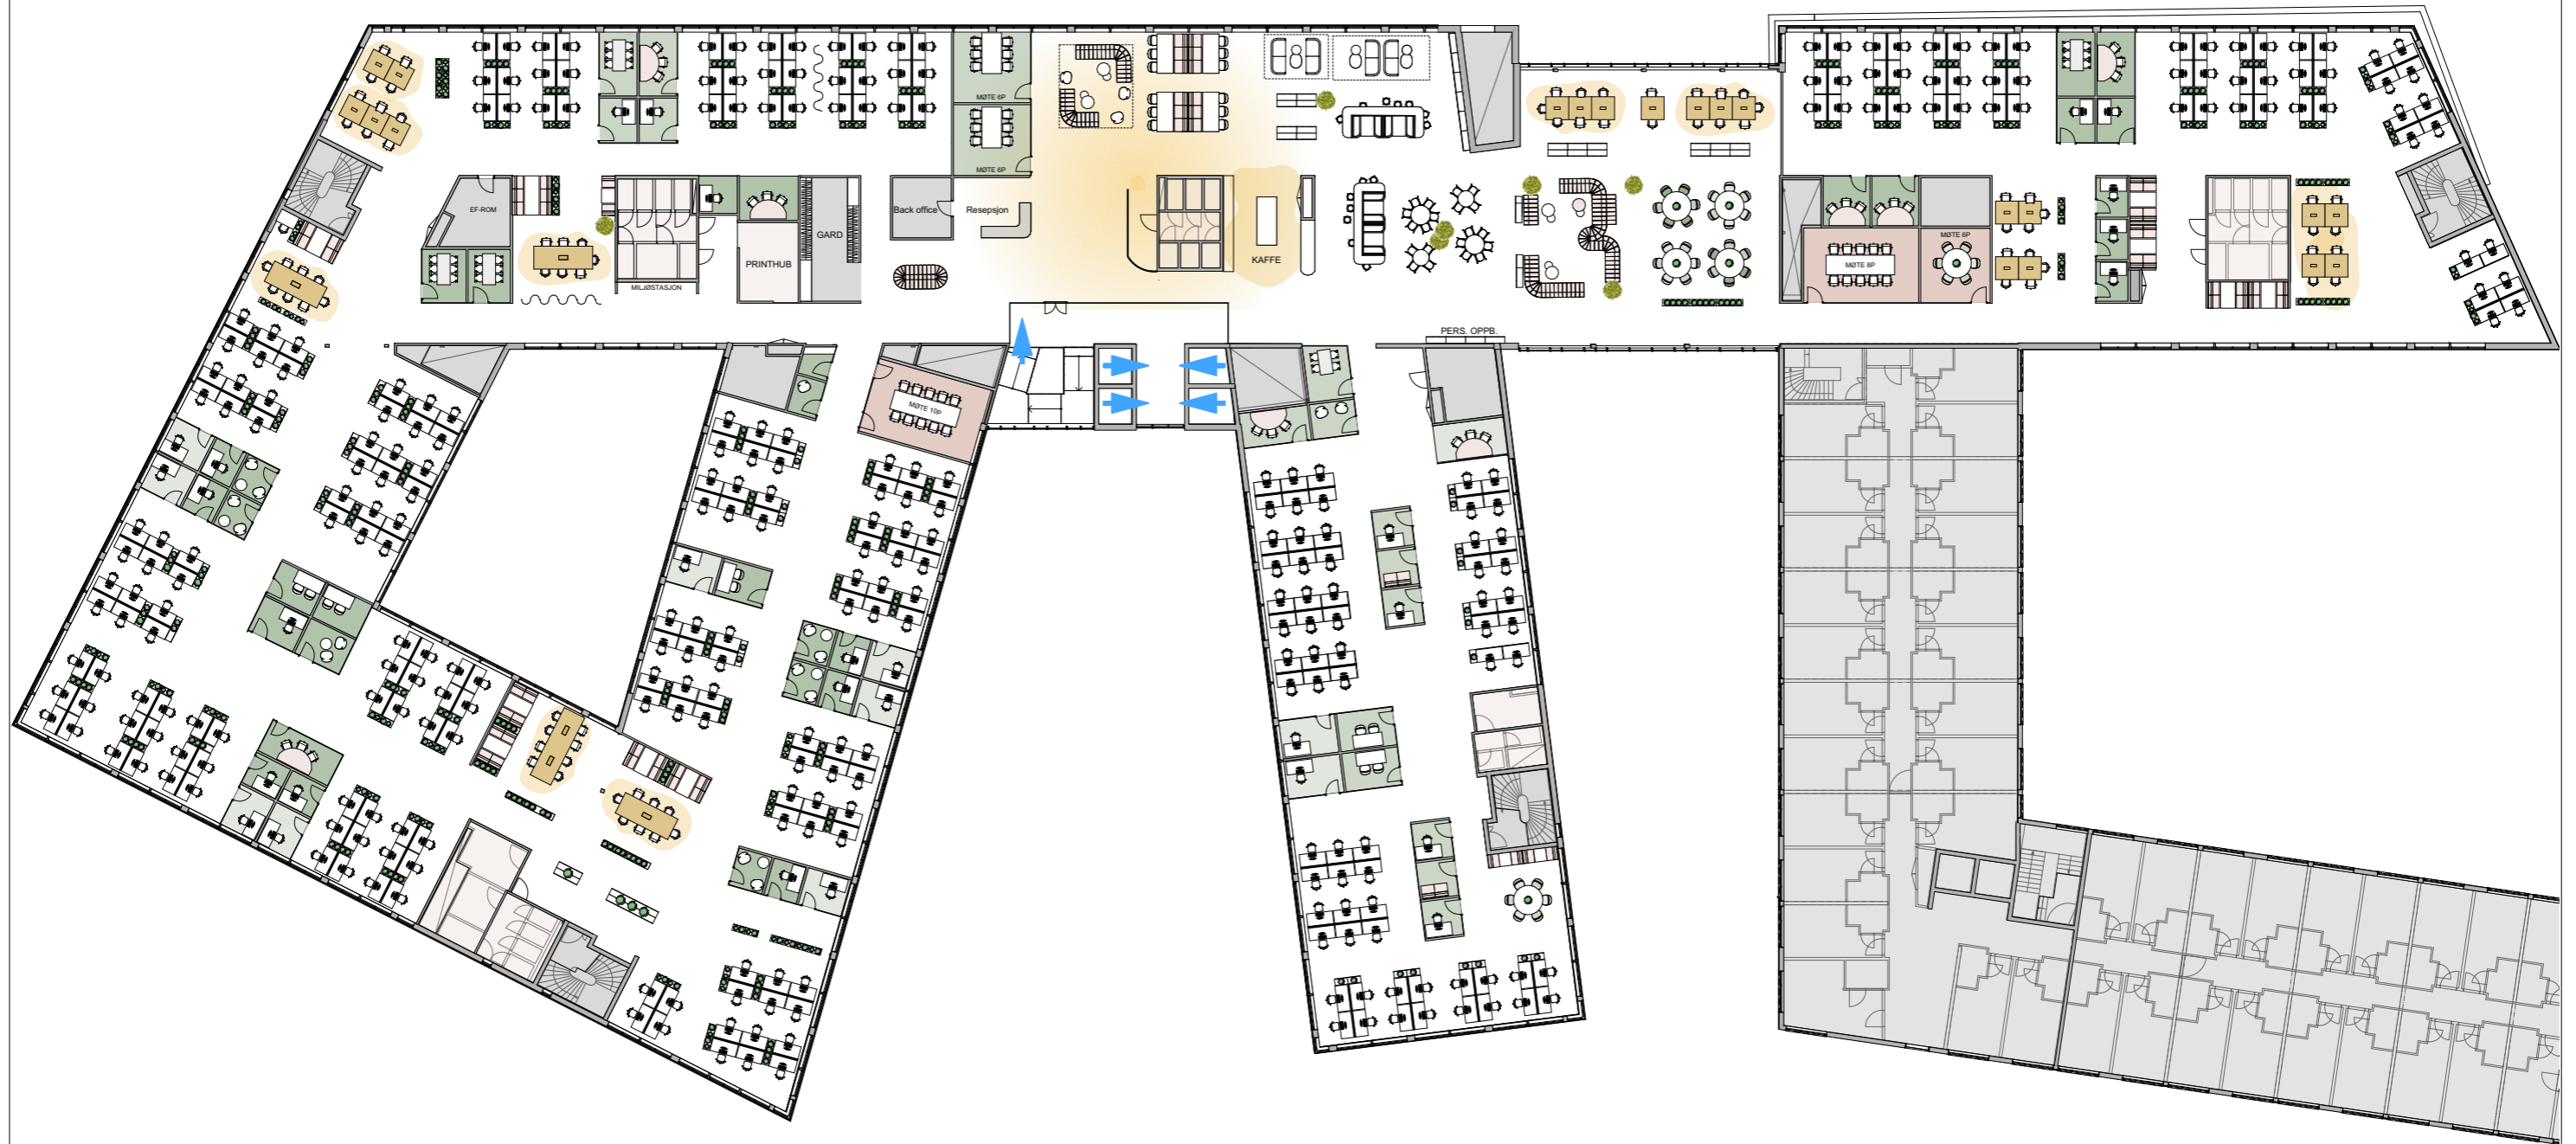 MØTE 6P
MØTE 6P
EF-ROM
Back office
Resepsjon
GARD
PRINTHUB
KAFFE
MILJØSTASJON
MØTE 6P
MØTE 8P
PERS. OPPB.
MØTE 10P